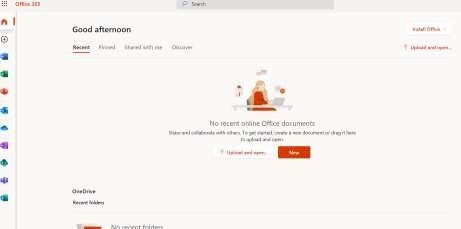 Office 365
Search
Good afternoon
Install Office
Recent Pinned Shared with me Discover
Upload and open...
No recent online Office documents
Share and collaborate with others. To get started, create a new document or drag it here
to upload and open.
Upload and open...
New
OneDrive
Recent folders
No recent folders